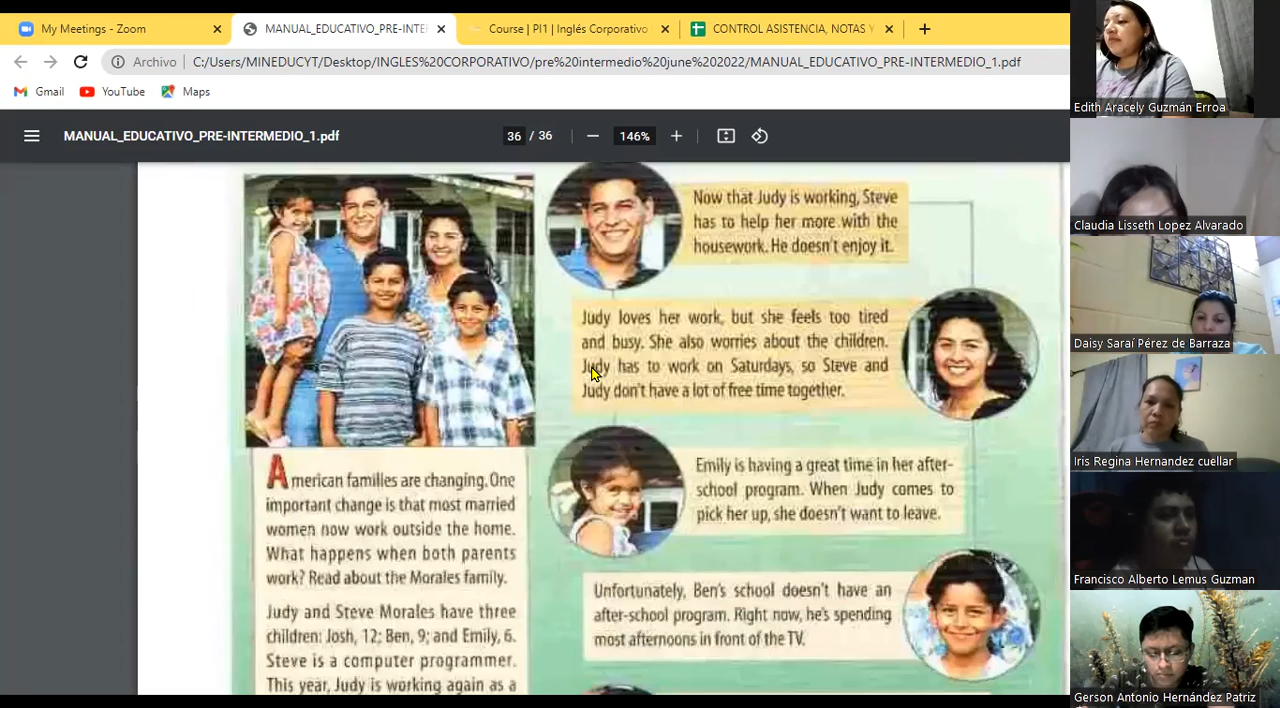 My Meetings - Zoom
MANUAL_EDUCATIVO_PRE-INTER
Course | PI1 | Inglés Corporativo
CONTROL ASISTENCIA, NOTAS Y
Archivo
C:/Users/MINEDUCYT/Desktop/INGLES%20CORPORATIVO/pre%20intermedio%20june%202022/MANUAL_EDUCATIVO_PRE-INTERMEDIO_1.pdf
Gmail
YouTube
Maps
MANUAL_EDUCATIVO_PRE-INTERMEDIO_1.pdf
36 / 36
146%
American families are changing. One
important change is that most married
women now work outside the home.
What happens when both parents
work? Read about the Morales family.
Judy and Steve Morales have three
children: Josh, 12; Ben, 9; and Emily, 6.
Steve is a computer programmer.
This year, Judy is working again as a
Now that Judy is working, Steve
has to help her more with the
housework. He doesn't enjoy it.
Judy loves her work, but she feels too tired
and busy. She also worries about the children.
Judy has to work on Saturdays, so Steve and
Judy don't have a lot of free time together.
Emily is having a great time in her after-
school program. When Judy comes to
pick her up, she doesn't want to leave.
Unfortunately, Ben's school doesn't have an
after-school program. Right now, he's spending
most afternoons in front of the TV.
Edith Aracely Guzmán Erroa
Claudia Lisseth Lopez Alvarado
Daisy Saraí Pérez de Barraza
Iris Regina Hernandez cuellar
Francisco Alberto Lemus Guzman
Gerson Antonio Hernández Patriz